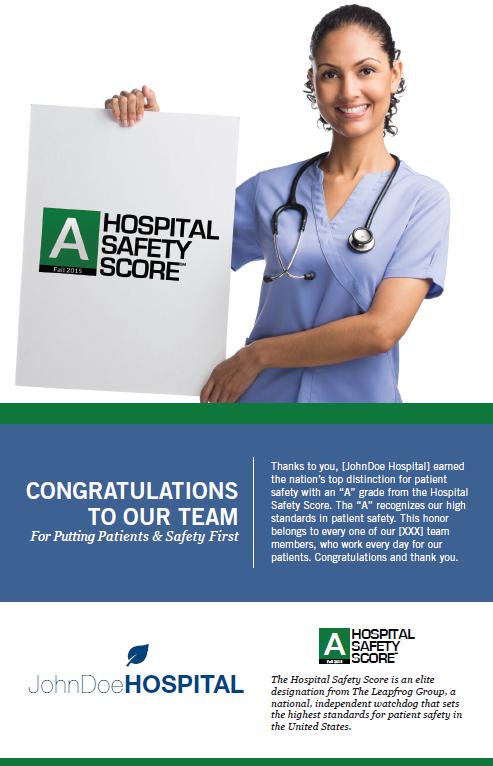 A HOSPITAL
SAFETY
SCORE℠
Fall 2015
CONGRATULATIONS
TO OUR TEAM
For Putting Patients & Safety First
Thanks to you, [JohnDoe Hospital] earned
the nation's top distinction for patient
safety with an “A” grade from the Hospital
Safety Score. The “A” recognizes our high
standards in patient safety. This honor
belongs to every one of our [XXX] team
members, who work every day for our
patients. Congratulations and thank you.
JohnDoeHOSPITAL
A HOSPITAL
SAFETY
SCORE
Fall 2015
The Hospital Safety Score is an elite
designation from The Leapfrog Group, a
national, independent watchdog that sets
the highest standards for patient safety in
the United States.